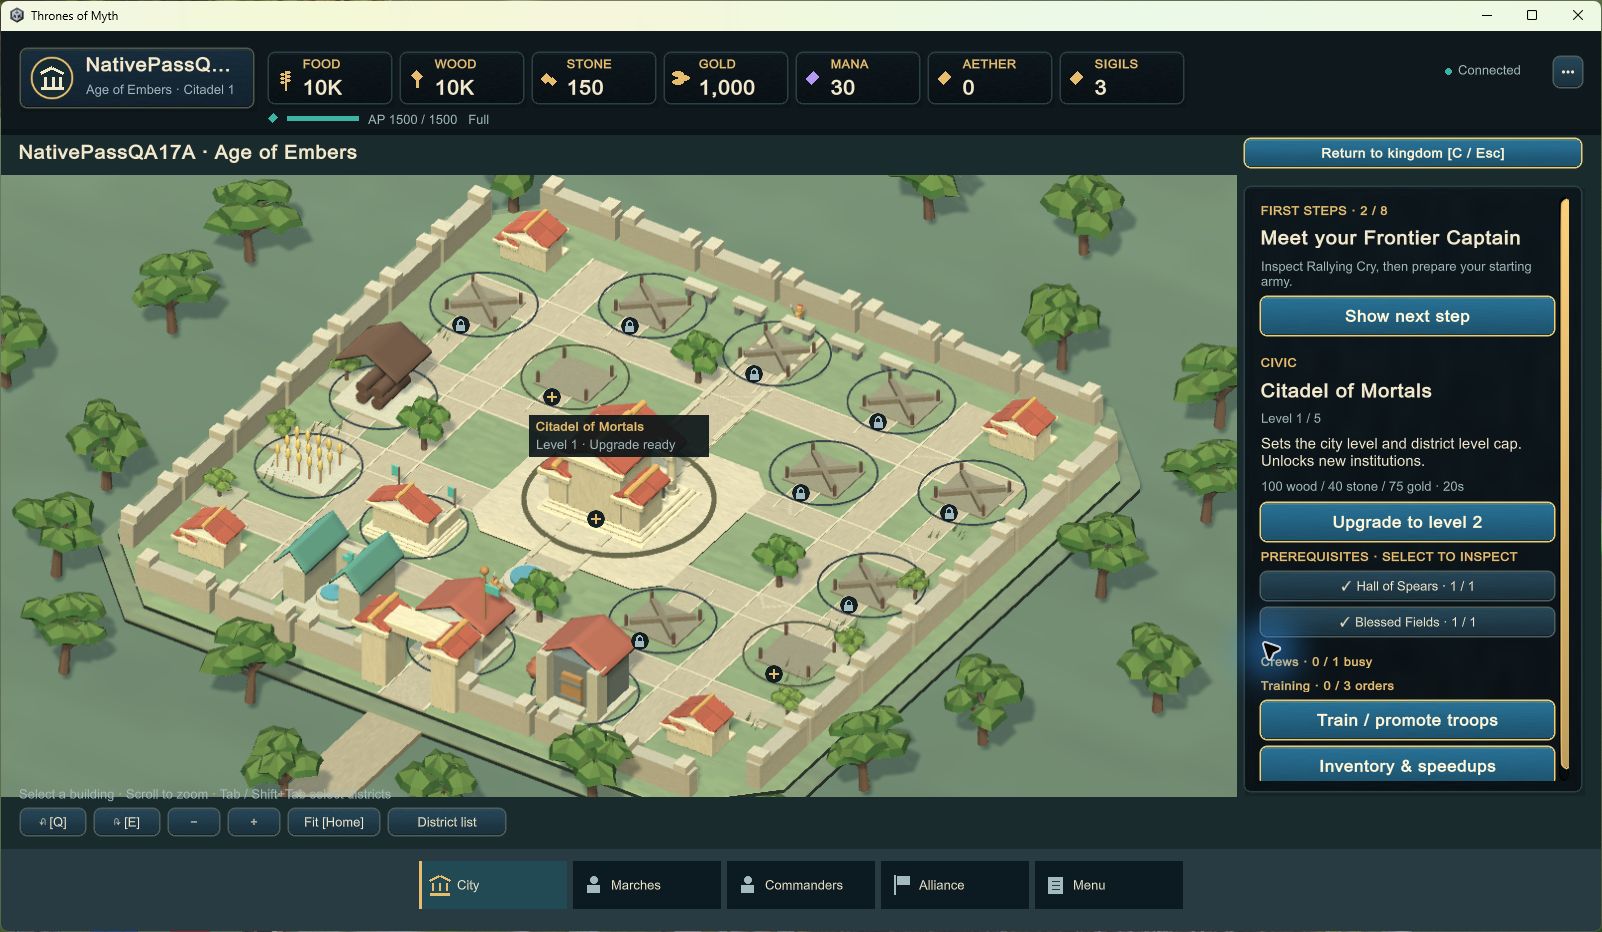 Thrones of Myth
NativePassQ...
Age of Embers · Citadel 1
FOOD
10K
WOOD
10K
STONE
150
GOLD
1,000
MANA
30
AETHER
0
SIGILS
3
Connected
AP 1500 / 1500 Full
NativePassQA17A · Age of Embers
Return to kingdom [C / Esc]
FIRST STEPS · 2 / 8
Meet your Frontier Captain
Inspect Rallying Cry, then prepare your starting
army.
Show next step
CIVIC
Citadel of Mortals
Level 1 / 5
Sets the city level and district level cap.
Unlocks new institutions.
100 wood / 40 stone / 75 gold · 20s
Upgrade to level 2
PREREQUISITES · SELECT TO INSPECT
✓ Hall of Spears · 1 / 1
✓ Blessed Fields · 1 / 1
Crews · 0 / 1 busy
Training · 0 / 3 orders
Train / promote troops
Inventory & speedups
Citadel of Mortals
Level 1 · Upgrade ready
Select a building · Scroll to zoom · Tab / Shift+Tab select districts
[Q]
[E]
−
+
Fit [Home]
District list
City
Marches
Commanders
Alliance
Menu